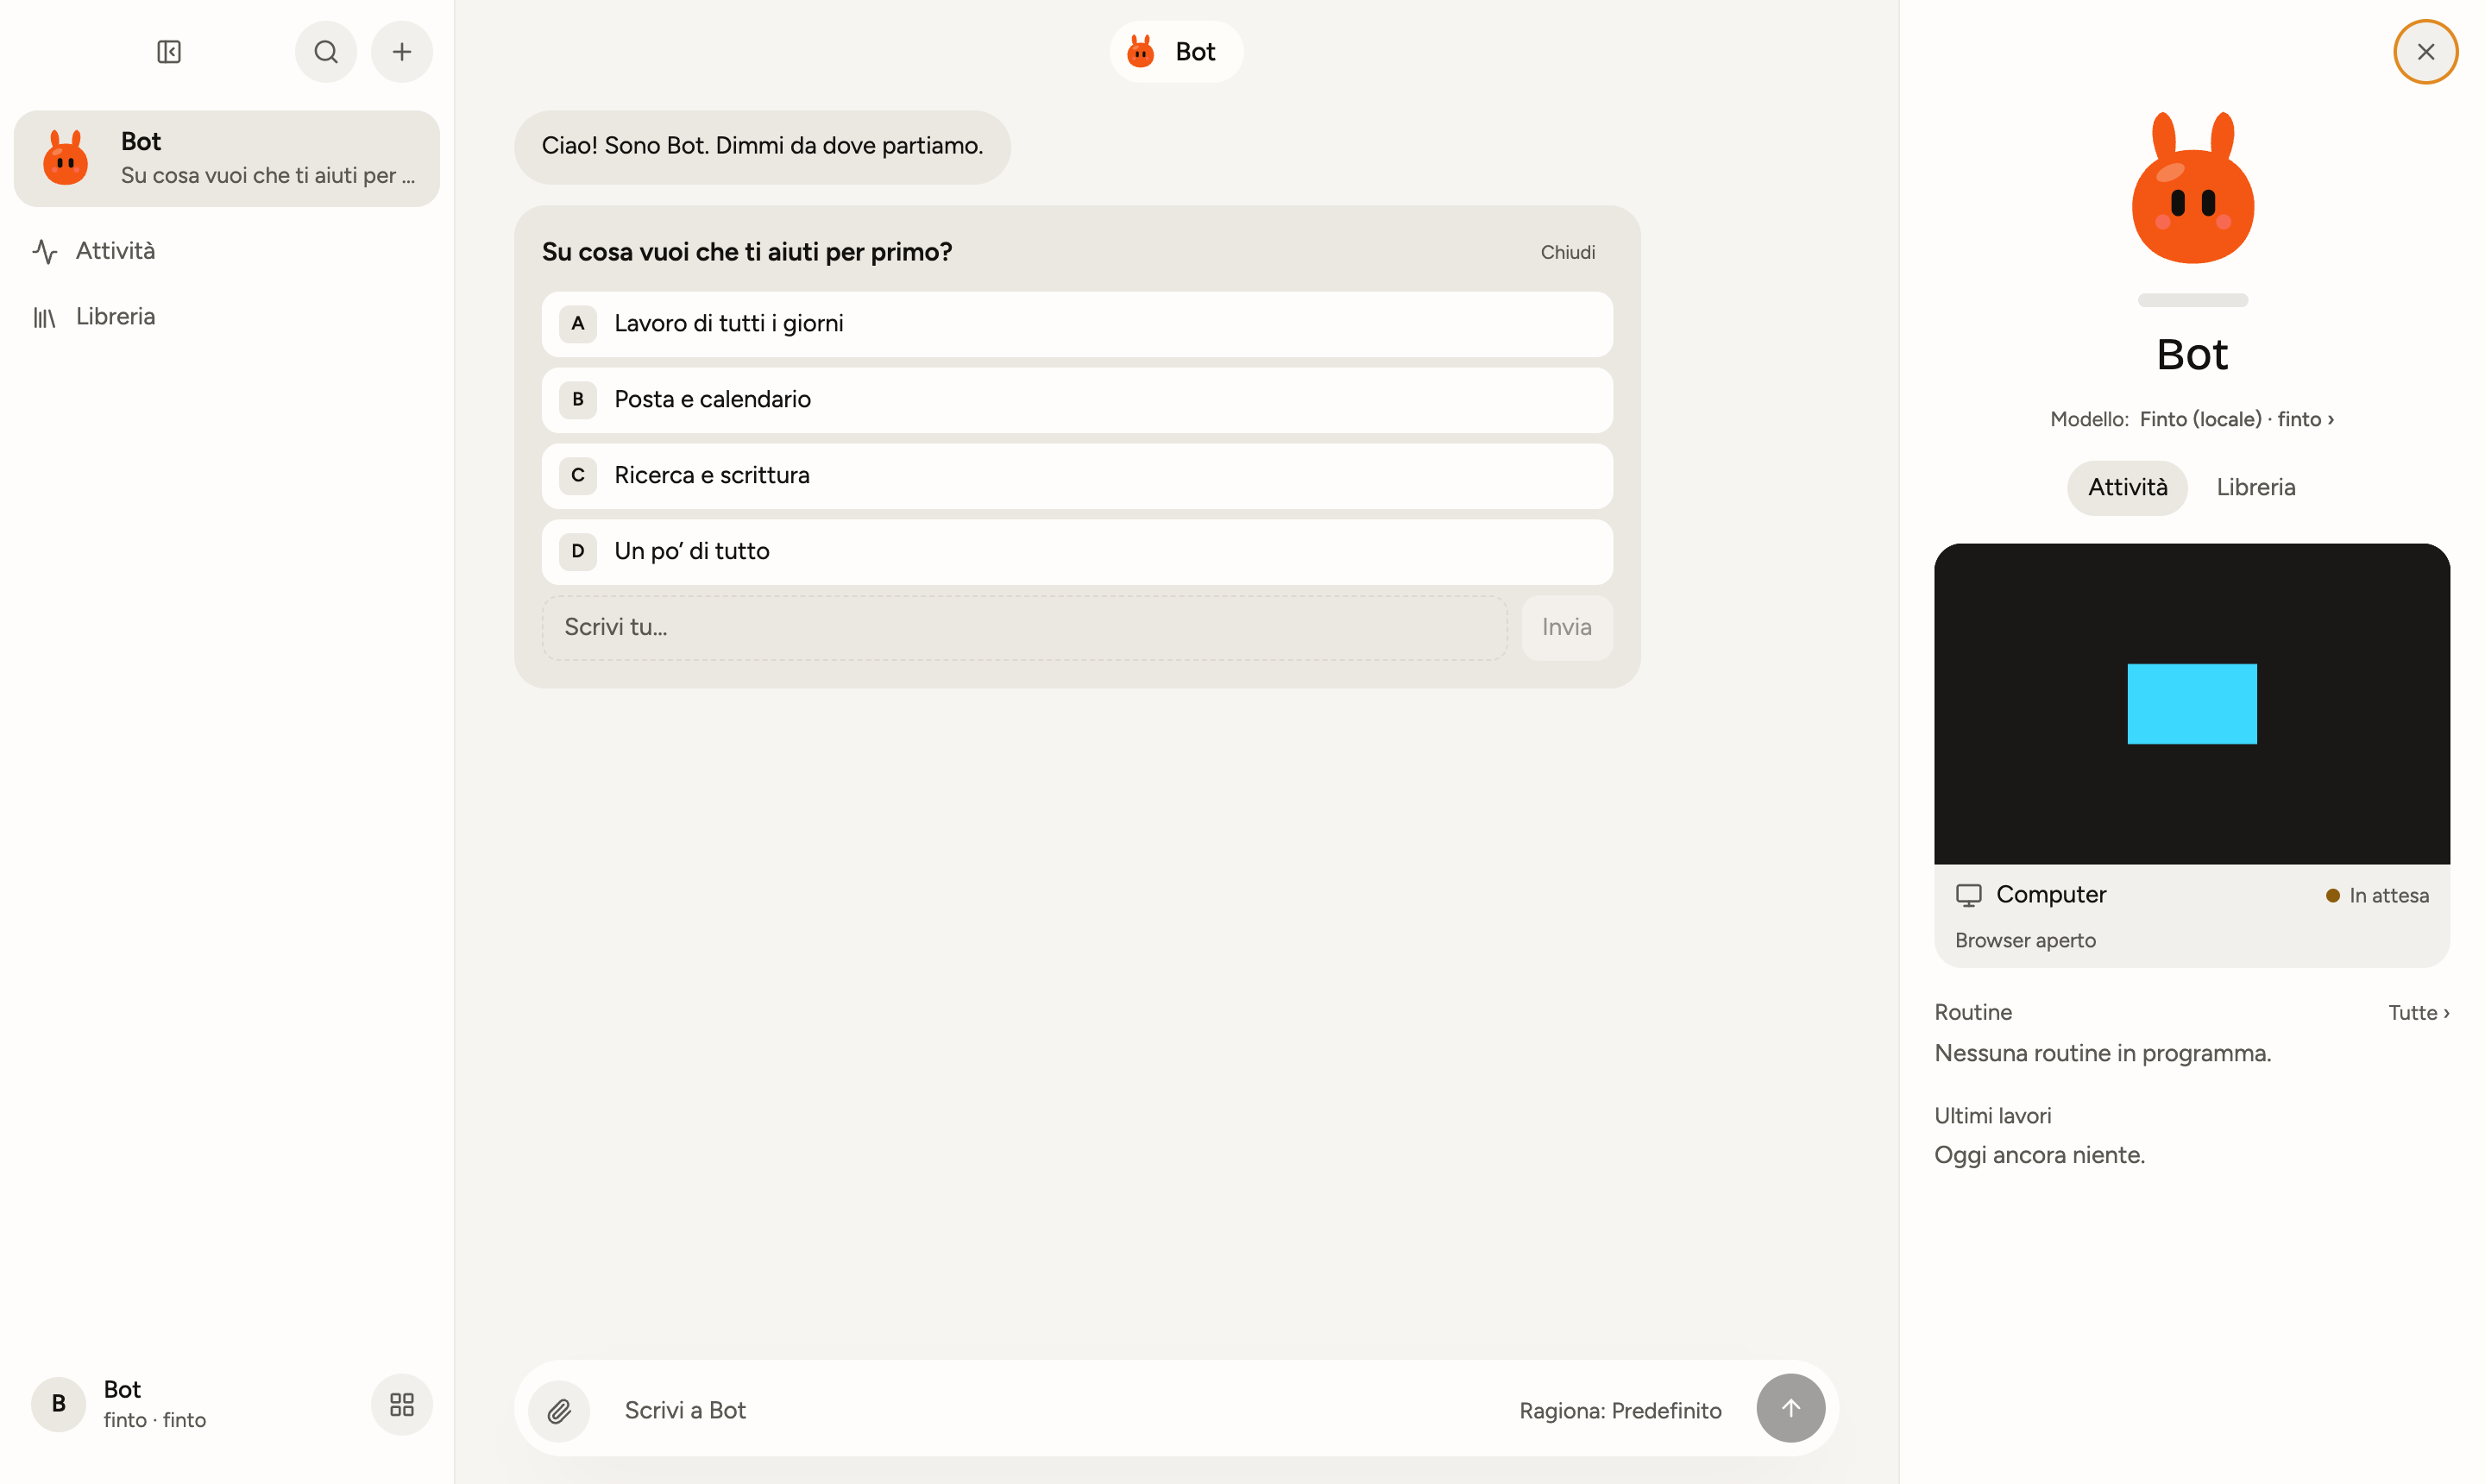 Bot
Su cosa vuoi che ti aiuti per ...
Attività
Libreria
B
Bot
finto · finto
Bot
Ciao! Sono Bot. Dimmi da dove partiamo.
Su cosa vuoi che ti aiuti per primo?
Chiudi
A Lavoro di tutti i giorni
B Posta e calendario
C Ricerca e scrittura
D Un po’ di tutto
Scrivi tu...
Invia
Scrivi a Bot
Ragiona: Predefinito
Bot
Modello: Finto (locale) · finto ›
Attività
Libreria
Computer
In attesa
Browser aperto
Routine
Tutte ›
Nessuna routine in programma.
Ultimi lavori
Oggi ancora niente.